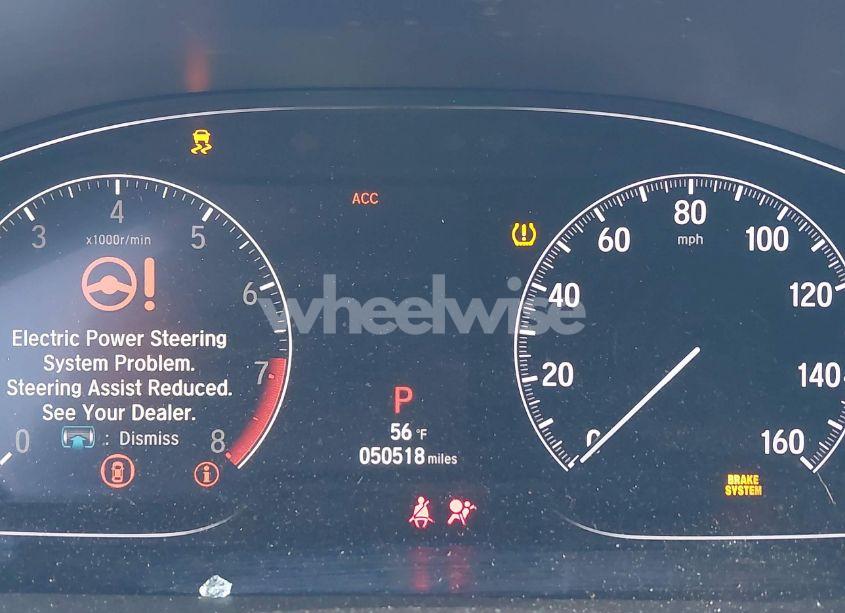 ACC
3
4
5
6
7
8
0
x1000r/min
Electric Power Steering
System Problem.
Steering Assist Reduced.
See Your Dealer.
: Dismiss
wheelwise
P
56 °F
050518 miles
0
20
40
60
80
100
120
140
160
mph
BRAKE
SYSTEM